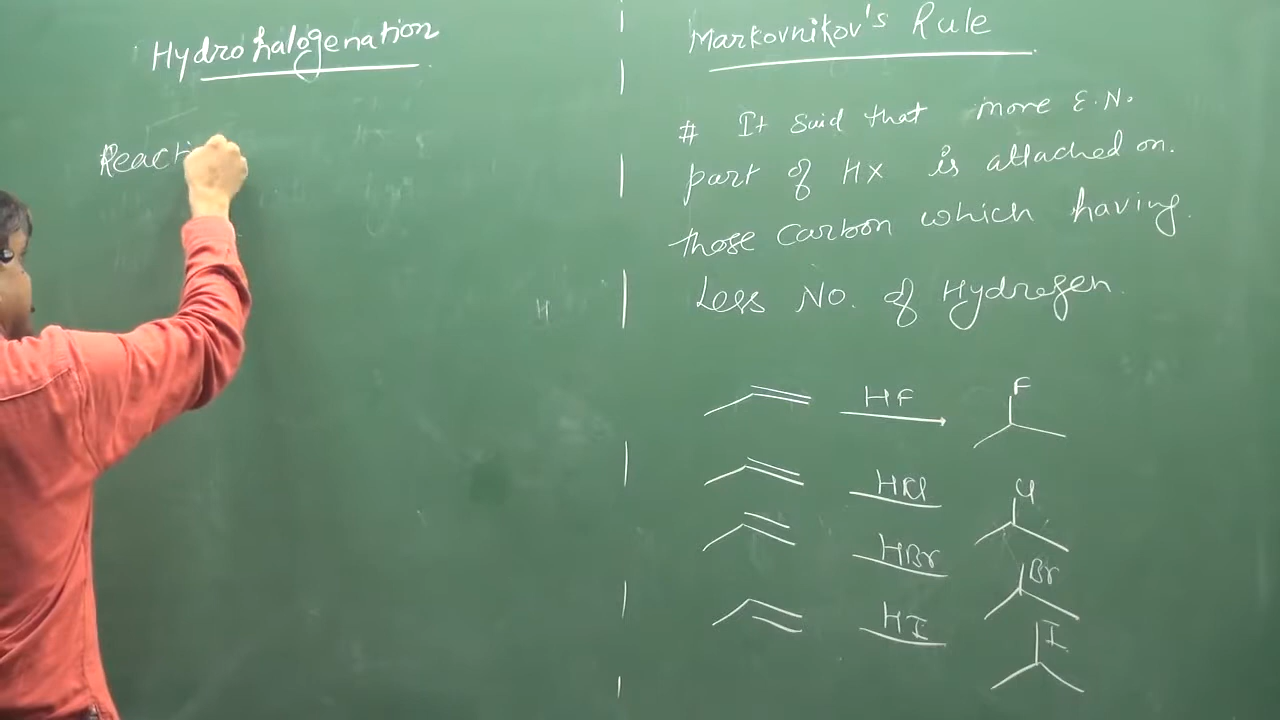 Hydrohalogenation
Reacti
Markovnikov's Rule
# It said that more E.N.
part of HX is attached on.
those carbon which having.
Less No. of Hydrogen.
HF
F
HCl
Cl
HBr
Br
HI
I
H